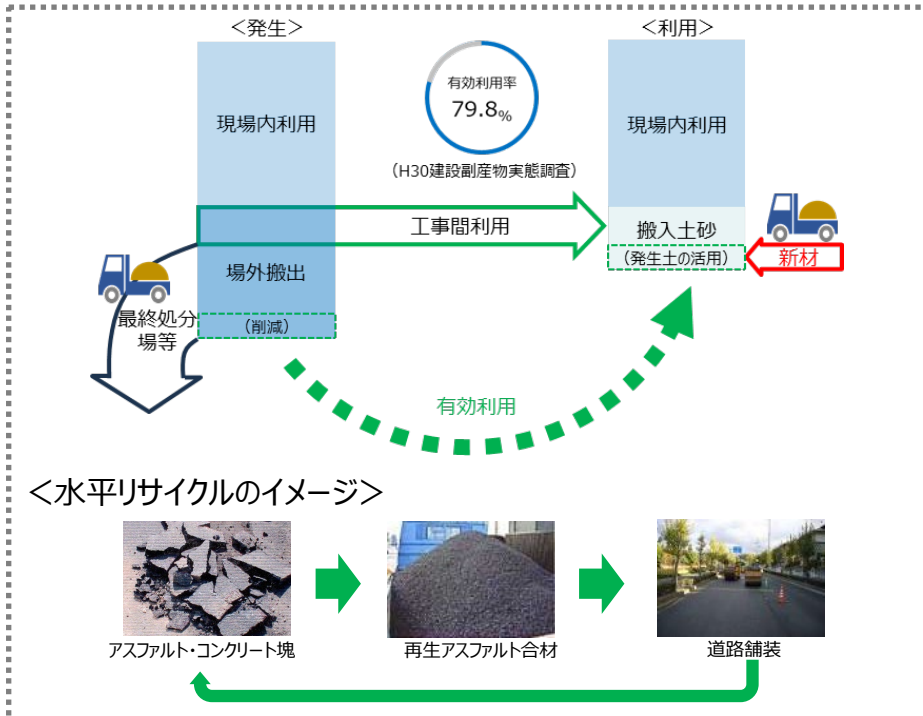 ＜発生＞
＜利用＞
現場内利用
有効利用率
79.8%
（H30建設副産物実態調査）
現場内利用
工事間利用
搬入土砂
（発生土の活用）
新材
場外搬出
最終処分
場等
（削減）
有効利用
＜水平リサイクルのイメージ＞
アスファルト・コンクリート塊
再生アスファルト合材
道路舗装